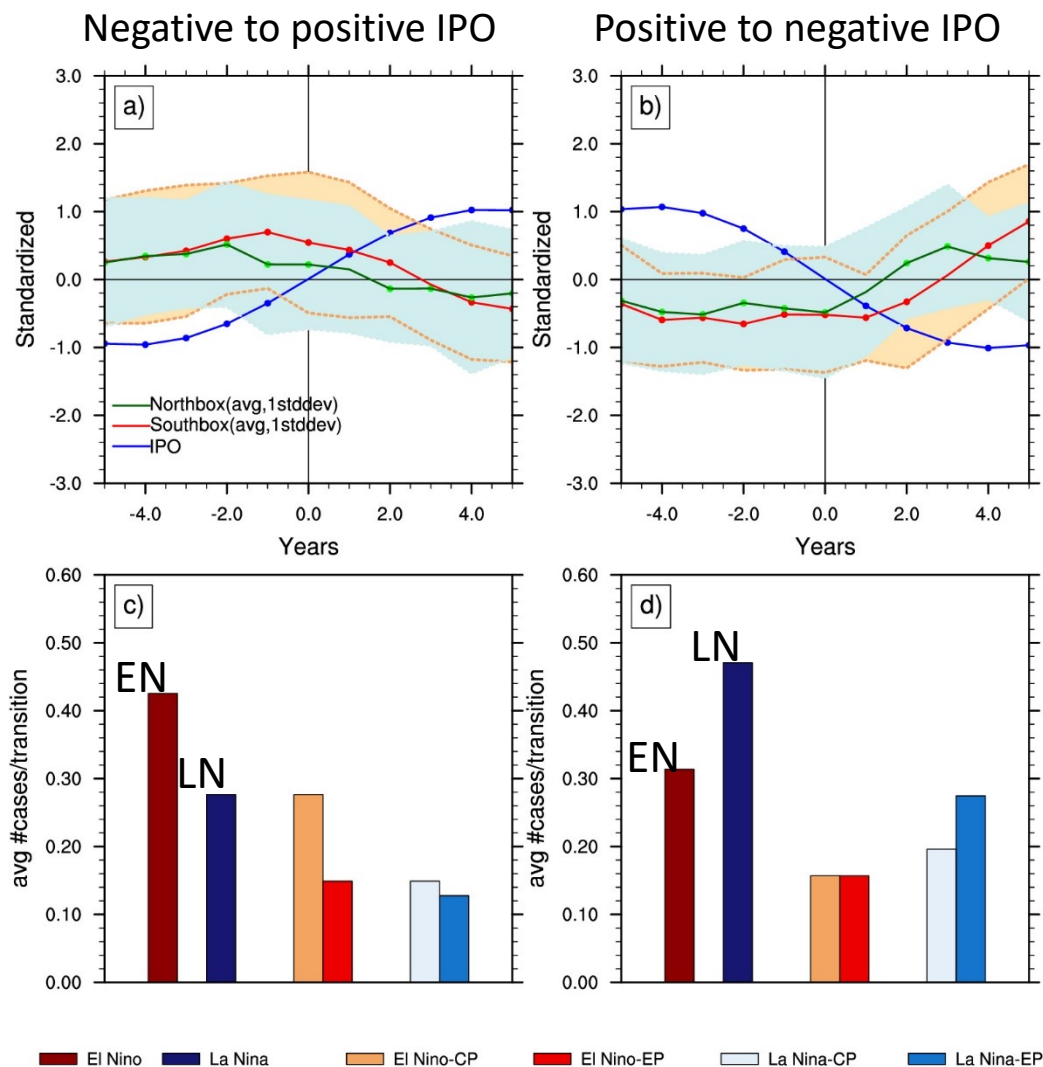 Negative to positive IPO
Positive to negative IPO
a)
3.0
2.0
1.0
0.0
-1.0
-2.0
-3.0
Standardized
Northbox(avg,1stddev)
Southbox(avg,1stddev)
IPO
-4.0 -2.0 0.0 2.0 4.0
Years
b)
3.0
2.0
1.0
0.0
-1.0
-2.0
-3.0
Standardized
-4.0 -2.0 0.0 2.0 4.0
Years
c)
0.60
0.50
0.40
0.30
0.20
0.10
0.00
avg #cases/transition
EN
LN
d)
0.60
0.50
0.40
0.30
0.20
0.10
0.00
avg #cases/transition
LN
EN
El Nino La Nina El Nino-CP El Nino-EP La Nina-CP La Nina-EP